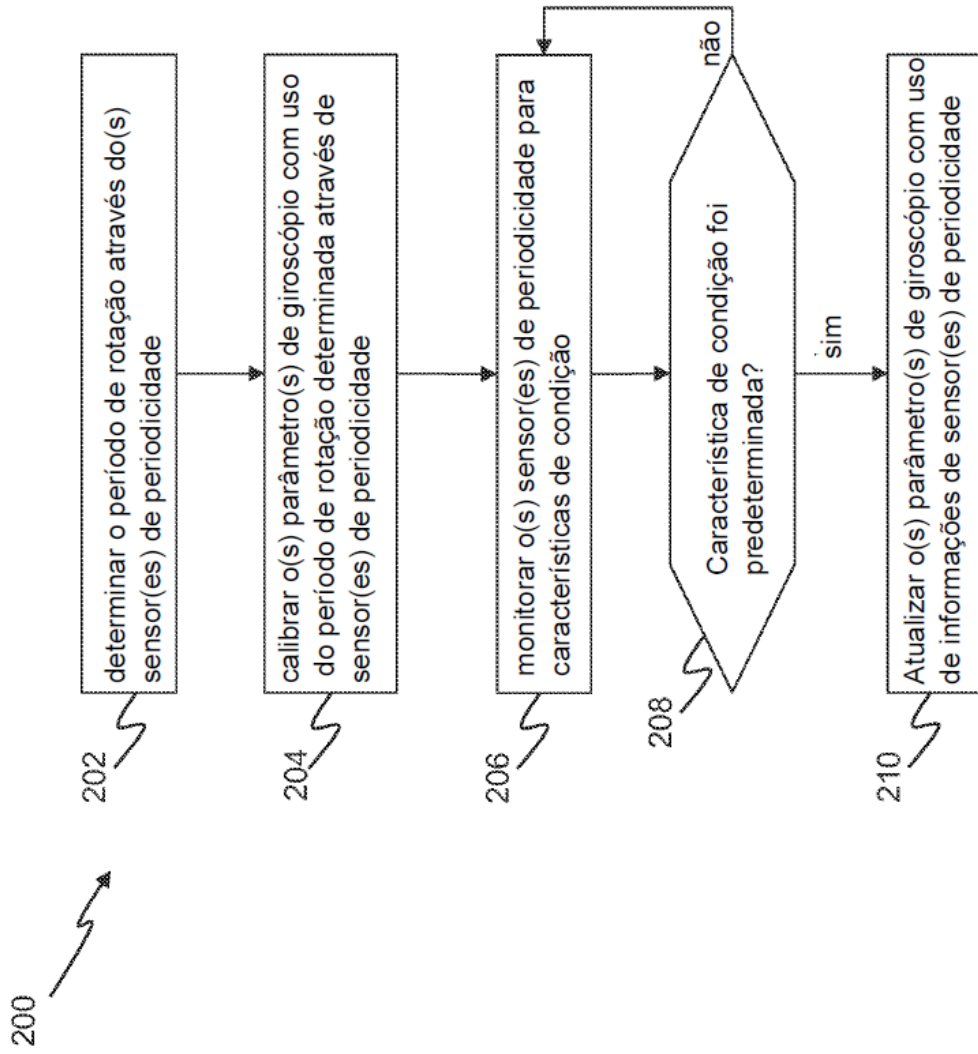 200
202
determinar o período de rotação através do(s)
sensor(es) de periodicidade
204
calibrar o(s) parâmetro(s) de giroscópio com uso
do período de rotação determinada através de
sensor(es) de periodicidade
206
monitorar o(s) sensor(es) de periodicidade para
características de condição
208
Característica de condição foi
predeterminada?
não
sim
210
Atualizar o(s) parâmetro(s) de giroscópio com uso
de informações de sensor(es) de periodicidade